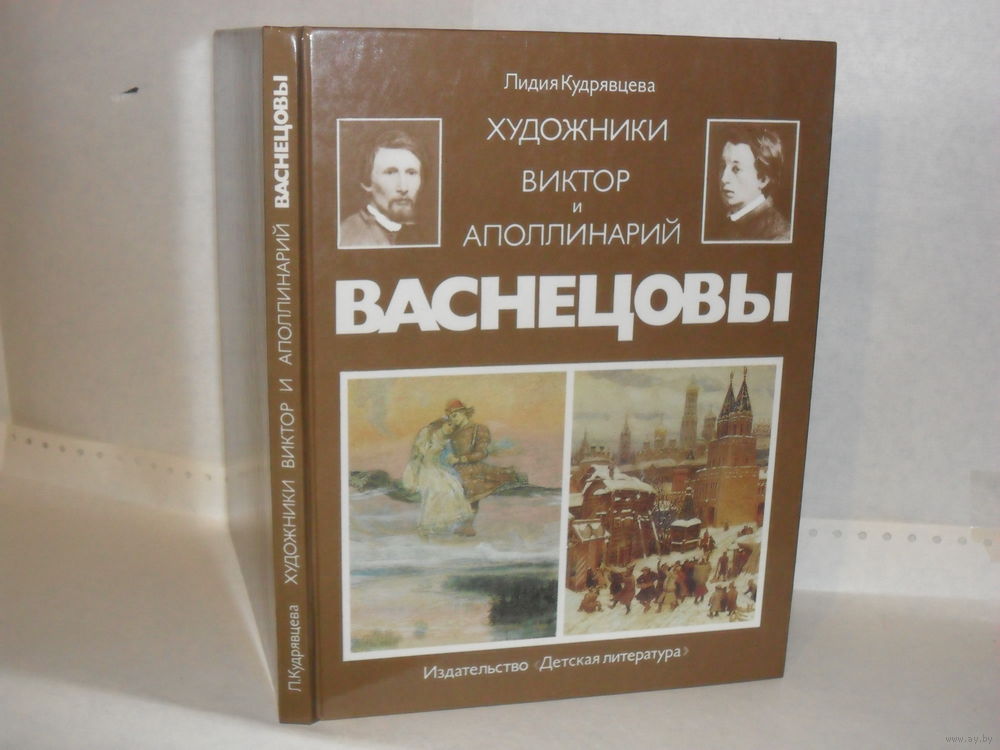 Лидия Кудрявцева
ХУДОЖНИКИ
ВИКТОР
и
АПОЛЛИНАРИЙ
ВАСНЕЦОВЫ
Издательство «Детская литература»
Л.Кудрявцева ХУДОЖНИКИ ВИКТОР И АПОЛЛИНАРИЙ ВАСНЕЦОВЫ
www.ay.by